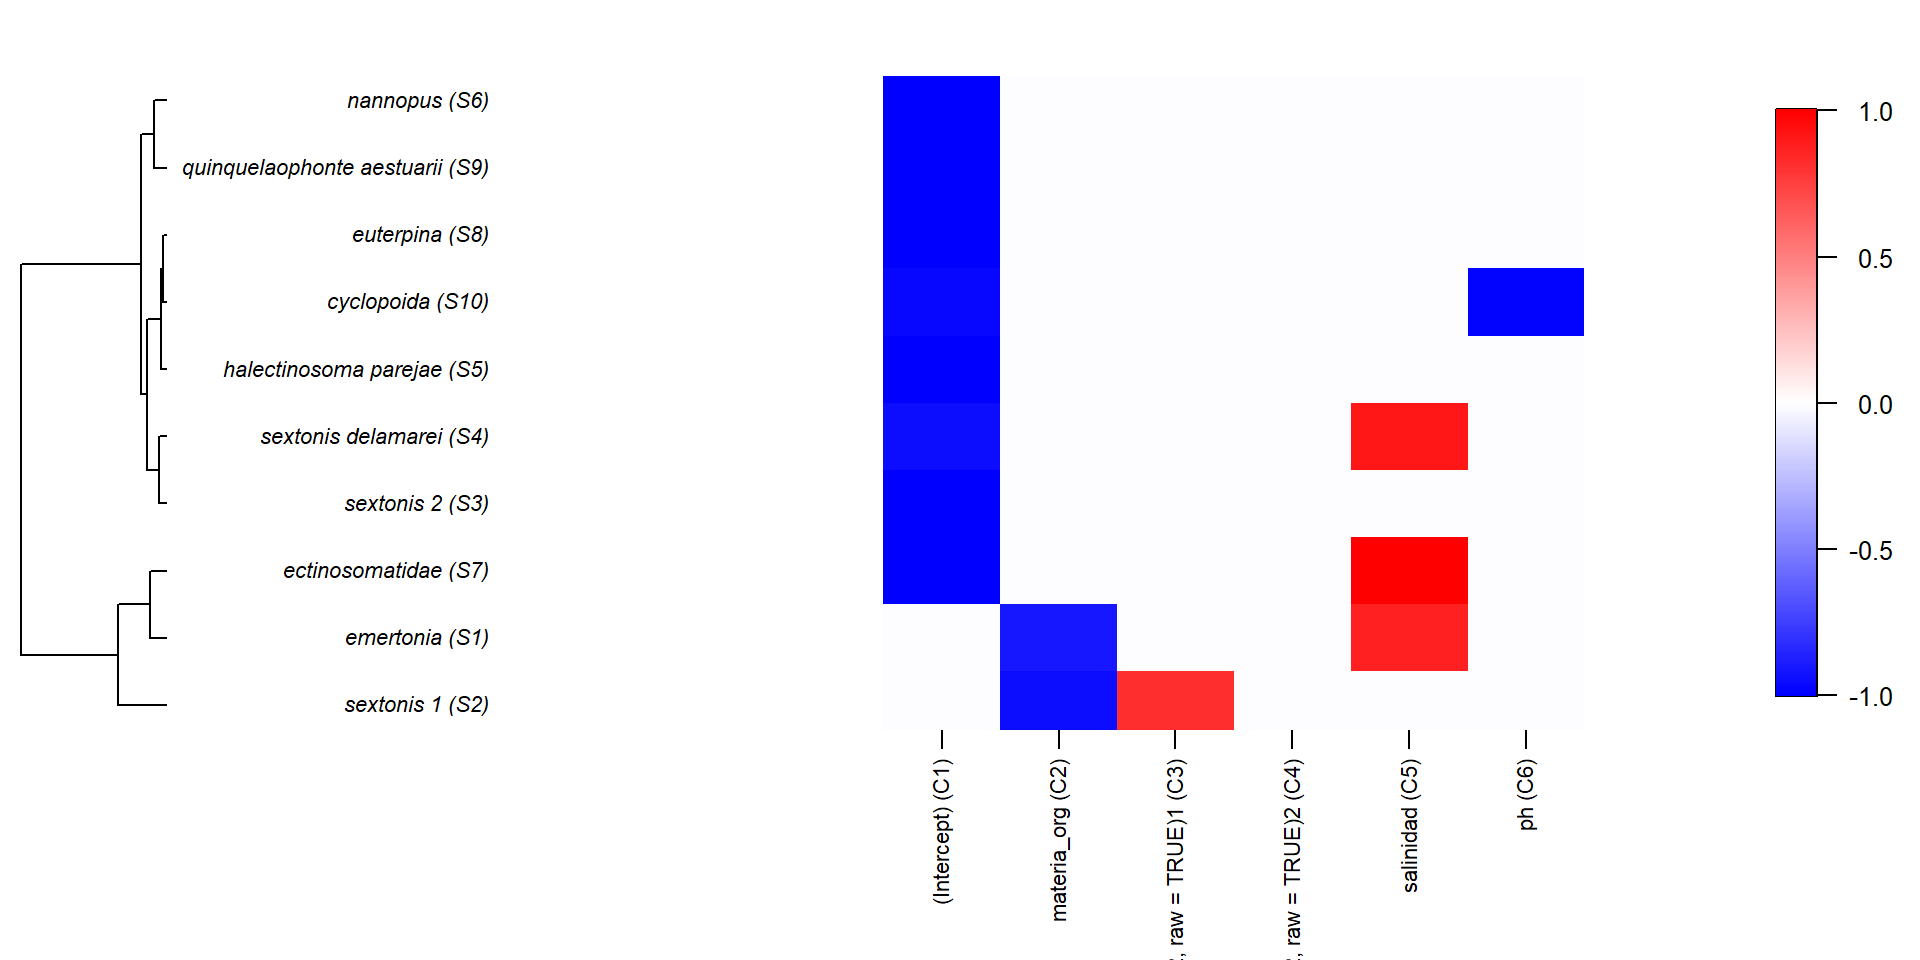 nannopus (S6)
quinquelaophonte aestuarii (S9)
euterpina (S8)
cyclopoida (S10)
halectinosoma parejae (S5)
sextonis delamarei (S4)
sextonis 2 (S3)
ectinosomatidae (S7)
emertonia (S1)
sextonis 1 (S2)
(Intercept) (C1)
materia_org (C2)
, raw = TRUE)1 (C3)
, raw = TRUE)2 (C4)
salinidad (C5)
ph (C6)
1.0
0.5
0.0
-0.5
-1.0